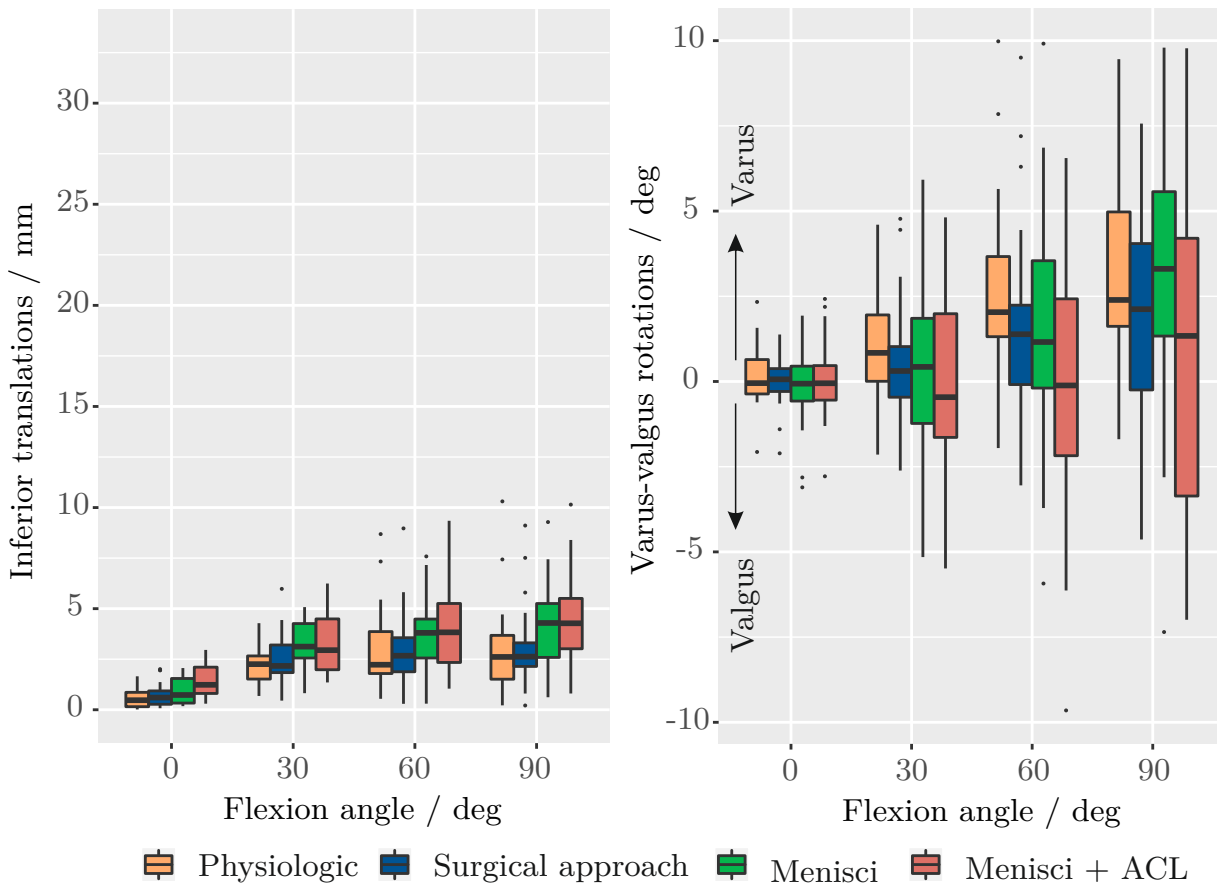 Inferior translations / mm
30
25
20
15
10
5
0
0 30 60 90
Flexion angle / deg
Varus-valgus rotations / deg
10
5
0
-5
-10
Varus
Valgus
0 30 60 90
Flexion angle / deg
Physiologic Surgical approach Menisci Menisci + ACL